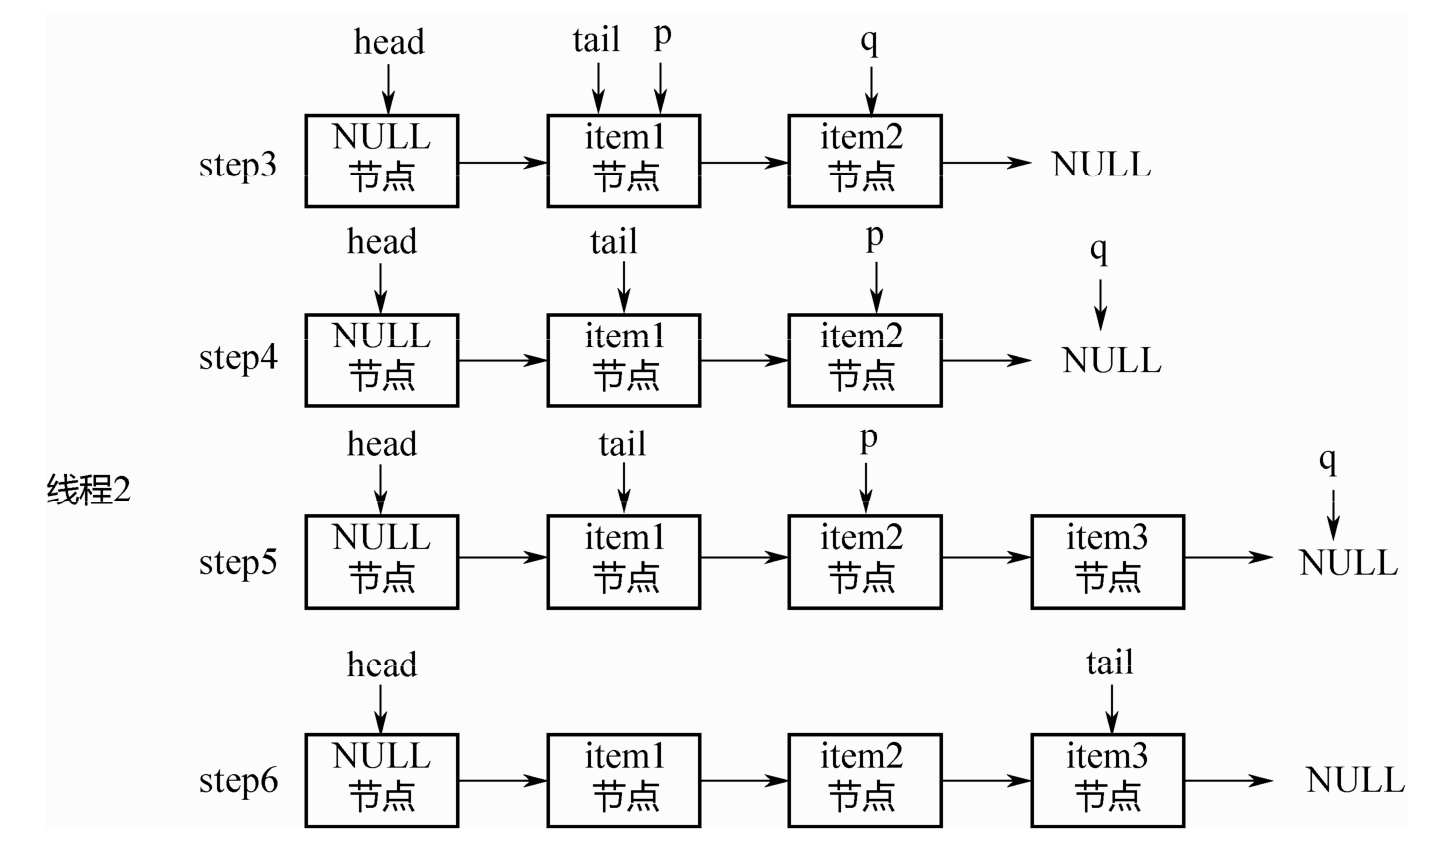 head tail p q
NULL item1 item2
step3 节点 节点 节点 NULL
head tail p q
NULL item1 item2
step4 节点 节点 节点 NULL
线程2
head tail p q
NULL item1 item2 item3
step5 节点 节点 节点 节点 NULL
head tail
NULL item1 item2 item3
step6 节点 节点 节点 节点 NULL